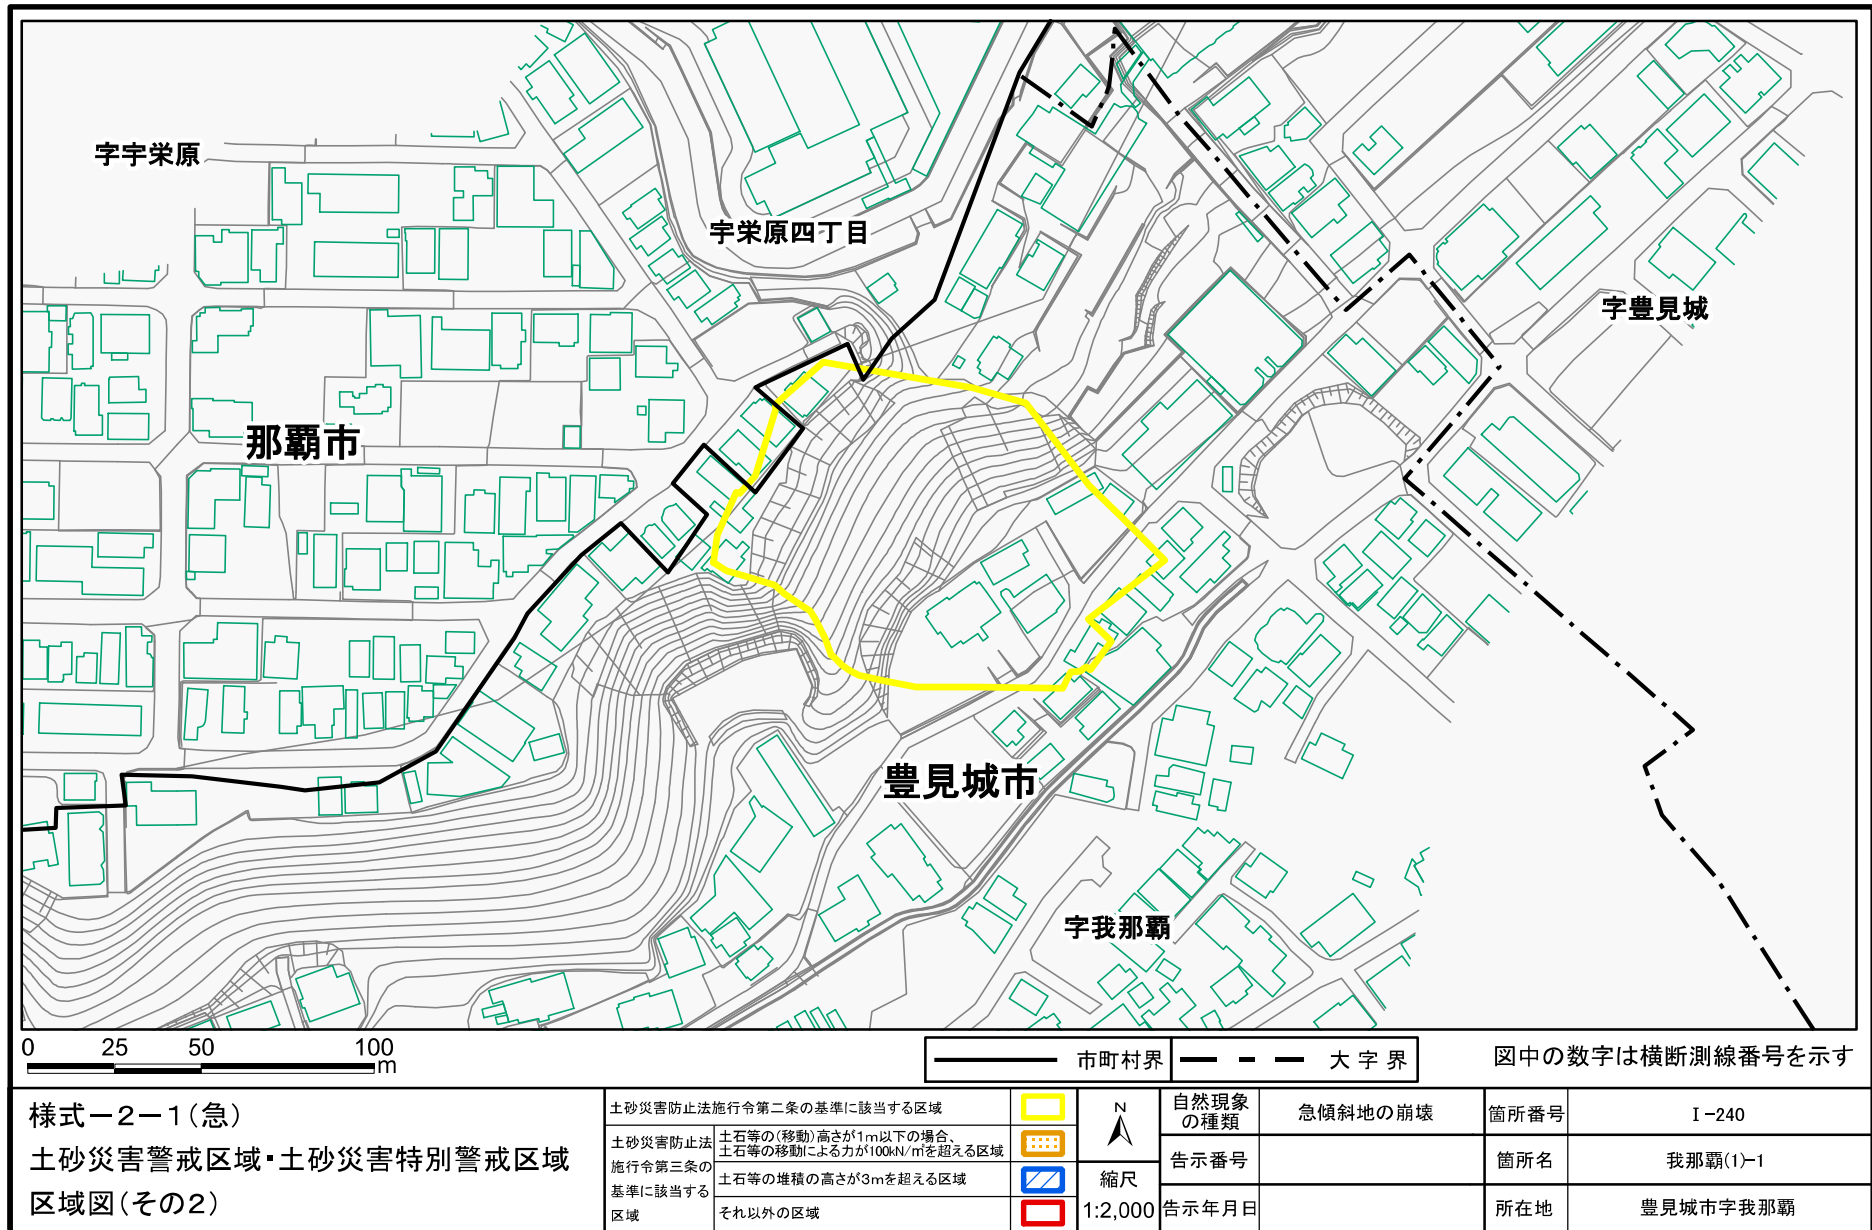 字宇栄原
宇栄原四丁目
字豊見城
那覇市
豊見城市
字我那覇
0 25 50 100
m
市町村界
大字界
図中の数字は横断測線番号を示す
様式－2－1（急）
土砂災害警戒区域・土砂災害特別警戒区域
区域図（その2）
土砂災害防止法施行令第二条の基準に該当する区域
土砂災害防止法
施行令第三条の
基準に該当する
区域
土石等の（移動）高さが1m以下の場合、
土石等の移動による力が100kN/㎡を超える区域
土石等の堆積の高さが3mを超える区域
それ以外の区域
N
縮尺
1:2,000
自然現象
の種類
急傾斜地の崩壊
箇所番号
I-240
告示番号
箇所名
我那覇(1)-1
告示年月日
所在地
豊見城市字我那覇